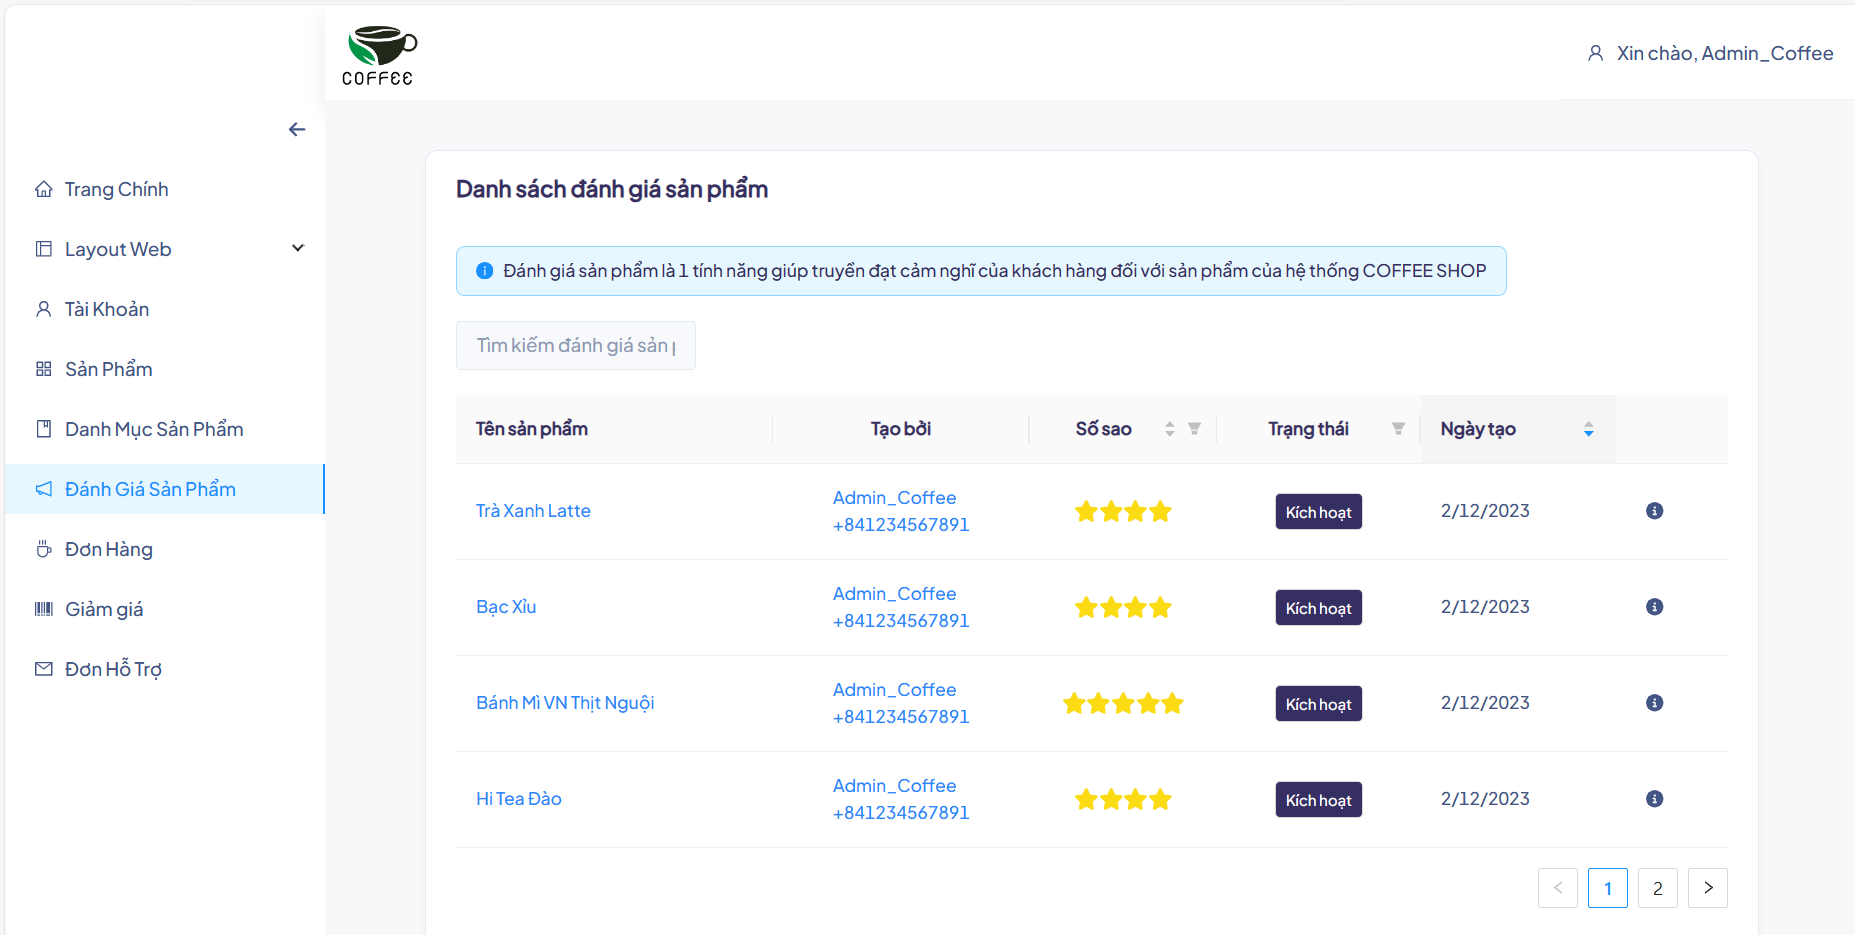 COFFEE
Xin chào, Admin_Coffee
Trang Chính
Layout Web
Tài Khoản
Sản Phẩm
Danh Mục Sản Phẩm
Đánh Giá Sản Phẩm
Đơn Hàng
Giảm giá
Đơn Hỗ Trợ
Danh sách đánh giá sản phẩm
Đánh giá sản phẩm là 1 tính năng giúp truyền đạt cảm nghĩ của khách hàng đối với sản phẩm của hệ thống COFFEE SHOP
Tìm kiếm đánh giá sản
Tên sản phẩm Tạo bởi Số sao Trạng thái Ngày tạo
Trà Xanh Latte Admin_Coffee +841234567891 Kích hoạt 2/12/2023
Bạc Xỉu Admin_Coffee +841234567891 Kích hoạt 2/12/2023
Bánh Mì VN Thịt Nguội Admin_Coffee +841234567891 Kích hoạt 2/12/2023
Hi Tea Đào Admin_Coffee +841234567891 Kích hoạt 2/12/2023
< 1 2 >